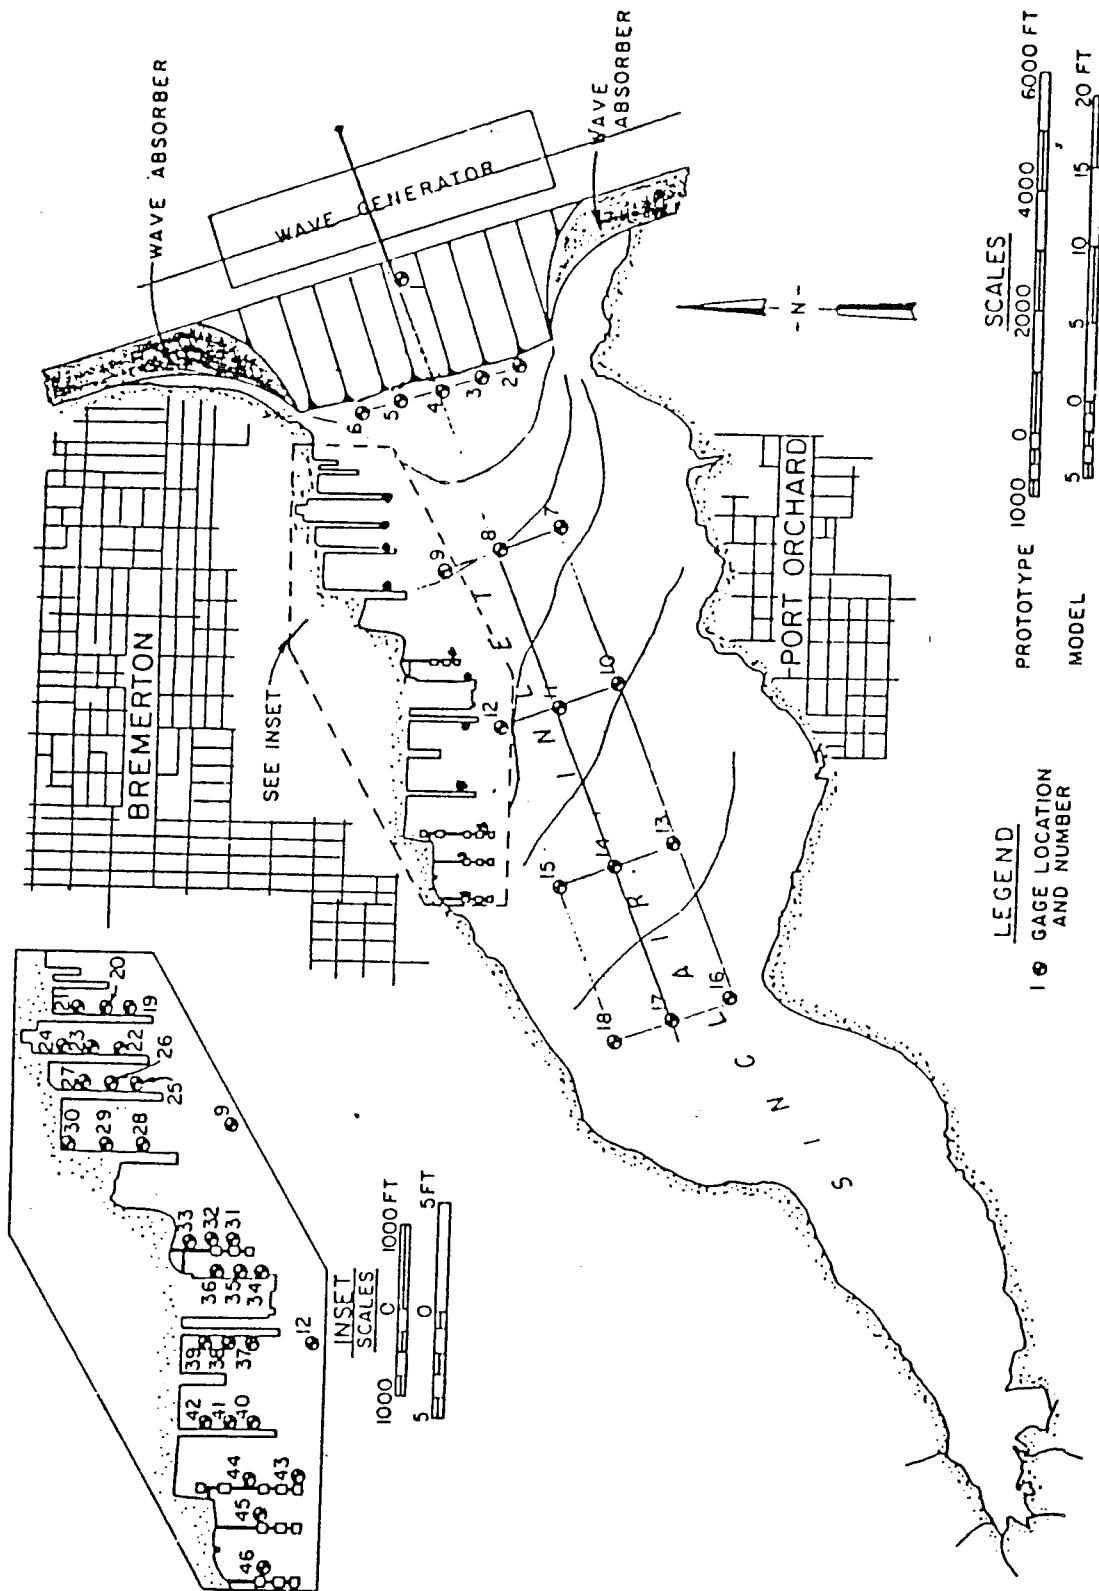 WAVE ABSORBER
WAVE GENERATOR
WAVE
ABSORBER
BREMERTON
SEE INSET
1
2
3
4
5
6
7
8
9
10
11
12
13
14
15
16
17
18
SINCLAIR INLET
PORT ORCHARD
-N-
SCALES
PROTOTYPE 1000 0 2000 4000 6000 FT
MODEL 5 0 5 10 15 20 FT
LEGEND
1 GAGE LOCATION
AND NUMBER
21
20
19
24
23
22
26
27
25
30
29
28
9
33
32
31
36
35
34
39
38
37
12
42
41
40
44
43
45
46
INSET
SCALES
1000 0 1000 FT
5 0 5 FT